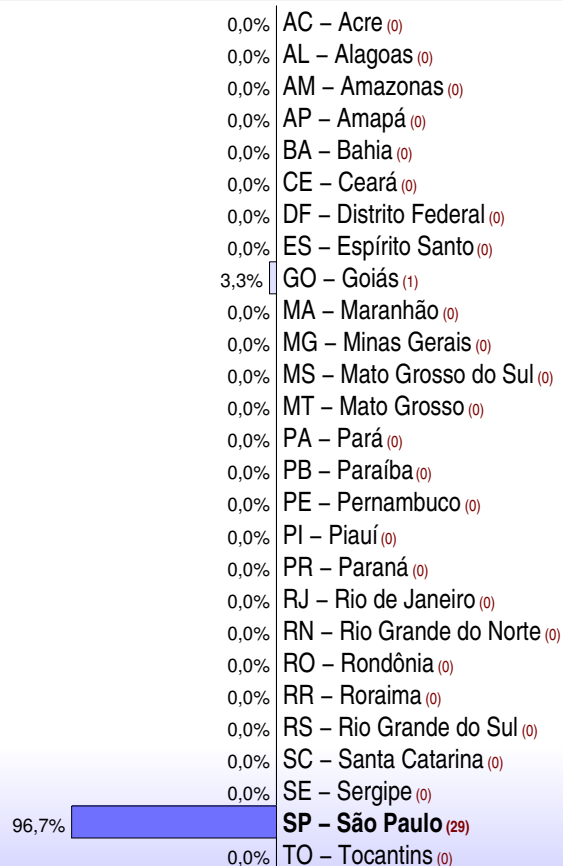 0,0% AC – Acre (0)
0,0% AL – Alagoas (0)
0,0% AM – Amazonas (0)
0,0% AP – Amapá (0)
0,0% BA – Bahia (0)
0,0% CE – Ceará (0)
0,0% DF – Distrito Federal (0)
0,0% ES – Espírito Santo (0)
3,3% GO – Goiás (1)
0,0% MA – Maranhão (0)
0,0% MG – Minas Gerais (0)
0,0% MS – Mato Grosso do Sul (0)
0,0% MT – Mato Grosso (0)
0,0% PA – Pará (0)
0,0% PB – Paraíba (0)
0,0% PE – Pernambuco (0)
0,0% PI – Piauí (0)
0,0% PR – Paraná (0)
0,0% RJ – Rio de Janeiro (0)
0,0% RN – Rio Grande do Norte (0)
0,0% RO – Rondônia (0)
0,0% RR – Roraima (0)
0,0% RS – Rio Grande do Sul (0)
0,0% SC – Santa Catarina (0)
0,0% SE – Sergipe (0)
96,7% SP – São Paulo (29)
0,0% TO – Tocantins (0)